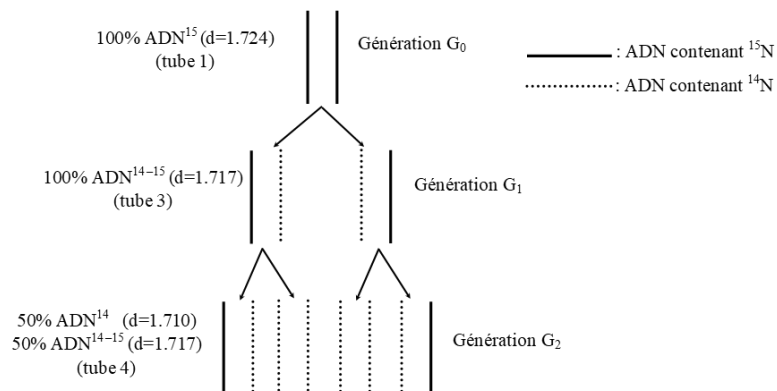 100% ADN¹⁵ (d=1.724)
(tube 1)
Génération G₀
: ADN contenant ¹⁵N
: ADN contenant ¹⁴N
100% ADN¹⁴⁻¹⁵ (d=1.717)
(tube 3)
Génération G₁
50% ADN¹⁴ (d=1.710)
50% ADN¹⁴⁻¹⁵ (d=1.717)
(tube 4)
Génération G₂